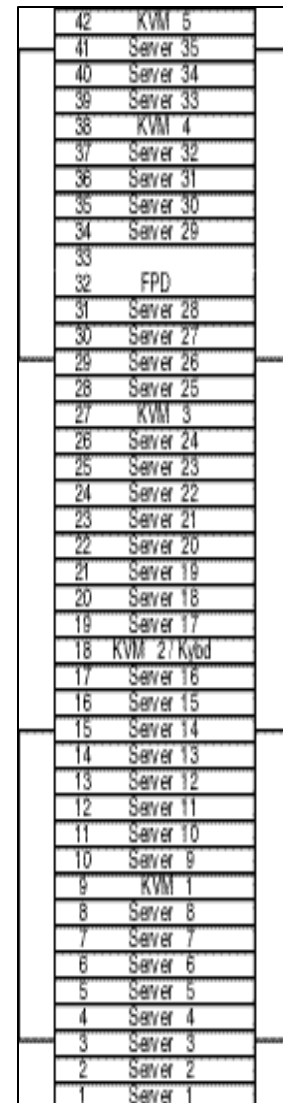 42 KVM 5
41 Server 35
40 Server 34
39 Server 33
38 KVM 4
37 Server 32
36 Server 31
35 Server 30
34 Server 29
33
32 FPD
31 Server 28
30 Server 27
29 Server 26
28 Server 25
27 KVM 3
26 Server 24
25 Server 23
24 Server 22
23 Server 21
22 Server 20
21 Server 19
20 Server 18
19 Server 17
18 KVM 2 / Kybd
17 Server 16
16 Server 15
15 Server 14
14 Server 13
13 Server 12
12 Server 11
11 Server 10
10 Server 9
9 KVM 1
8 Server 8
7 Server 7
6 Server 6
5 Server 5
4 Server 4
3 Server 3
2 Server 2
1 Server 1